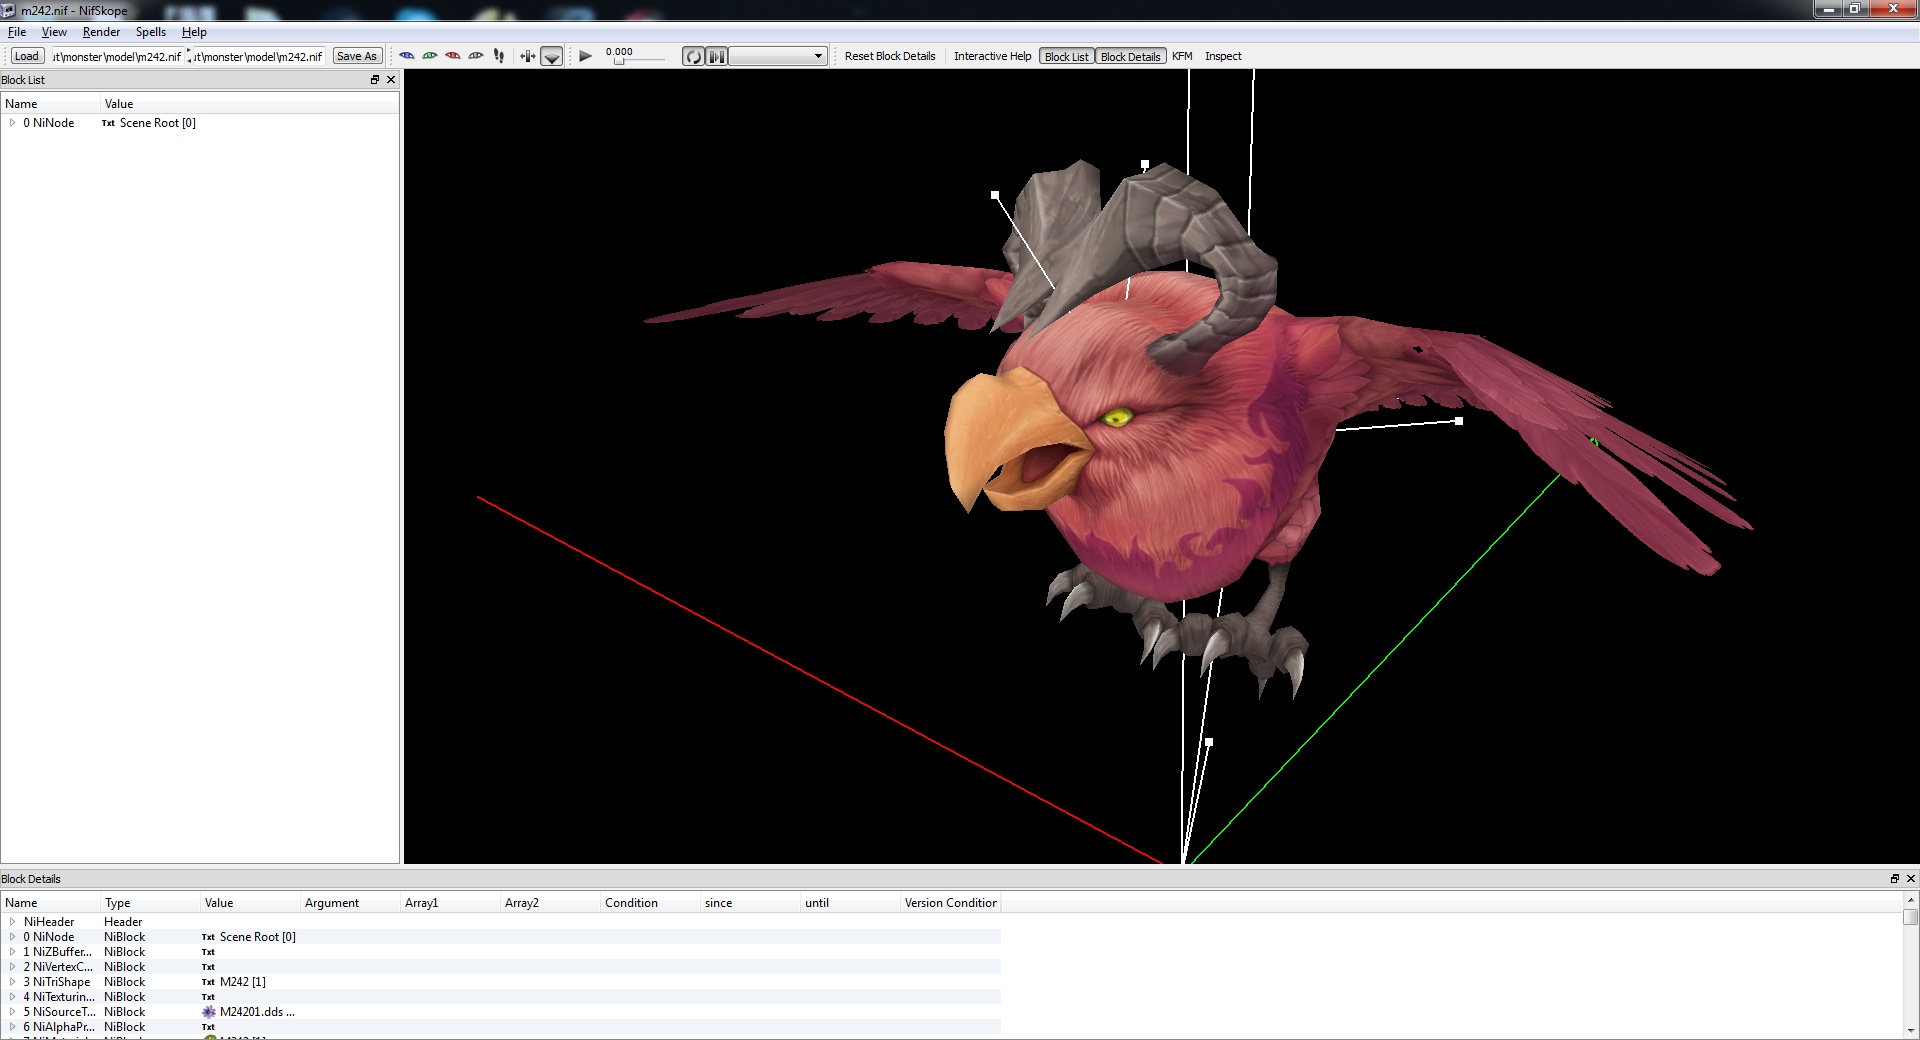 m242.nif - NifSkope
File View Render Spells Help
Load ut\monster\model\m242.nif ut\monster\model\m242.nif Save As 0.000 Reset Block Details Interactive Help Block List Block Details KFM Inspect
Block List
Name Value
0 NiNode Txt Scene Root [0]
Block Details
Name Type Value Argument Array1 Array2 Condition since until Version Condition
NiHeader Header
0 NiNode NiBlock Txt Scene Root [0]
1 NiZBuffer... NiBlock Txt
2 NiVertexC... NiBlock Txt
3 NiTriShape NiBlock Txt M242 [1]
4 NiTexturin... NiBlock Txt
5 NiSourceT... NiBlock M24201.dds ...
6 NiAlphaPr... NiBlock Txt